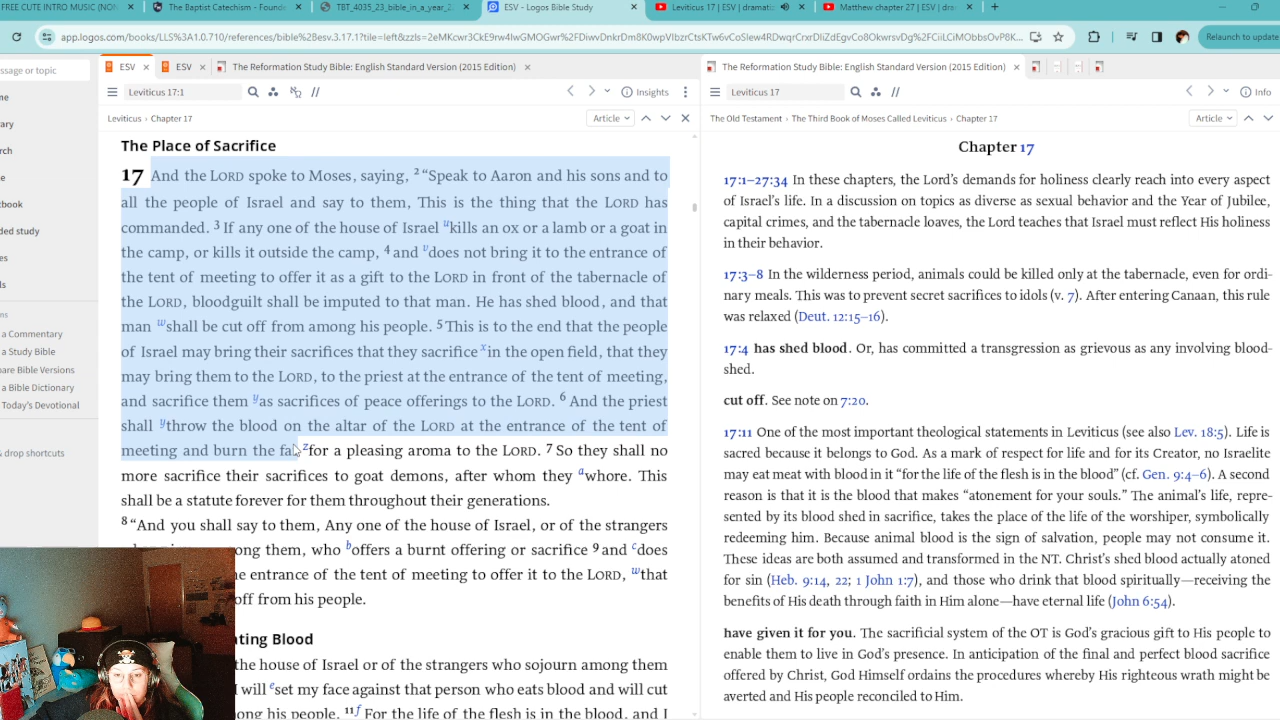 FREE CUTE INTRO MUSIC (NON
The Baptist Catechism - Founde
TBT_4035_23_bible_in_a_year_2
ESV - Logos Bible Study
Leviticus 17 | ESV | dramati
Matthew chapter 27 | ESV | dra
app.logos.com/books/LLS%3A1.0.710/references/bible+esv.3.17.1?tile=left&zzls=2eMKcwr3CkE9rw4IwGMOGwr%2FDiwvDnkrDm8K0wpVIbzrCtsKTw6vCoSlew4RDwqrCrxrDliZdEgvCo8OkwrsvDg%2FCiiLCiMObbsOvP8K...
Relaunch to update
ssage or topic
ESV
ESV
The Reformation Study Bible: English Standard Version (2015 Edition)
The Reformation Study Bible: English Standard Version (2015 Edition)
Leviticus 17:1
Insights
Leviticus 17
Info
Leviticus › Chapter 17
Article
The Old Testament › The Third Book of Moses Called Leviticus › Chapter 17
Article
me
rary
rch
le
tbook
ded study
es
ls
ns
a Commentary
a Study Bible
pare Bible Versions
a Bible Dictionary
Today's Devotional
drop shortcuts
The Place of Sacrifice
17 And the LORD spoke to Moses, saying, 2 “Speak to Aaron and his sons and to
all the people of Israel and say to them, This is the thing that the LORD has
commanded. 3 If any one of the house of Israel u kills an ox or a lamb or a goat in
the camp, or kills it outside the camp, 4 and v does not bring it to the entrance of
the tent of meeting to offer it as a gift to the LORD in front of the tabernacle of
the LORD, bloodguilt shall be imputed to that man. He has shed blood, and that
man w shall be cut off from among his people. 5 This is to the end that the people
of Israel may bring their sacrifices that they sacrifice x in the open field, that they
may bring them to the LORD, to the priest at the entrance of the tent of meeting,
and sacrifice them y as sacrifices of peace offerings to the LORD. 6 And the priest
shall y throw the blood on the altar of the LORD at the entrance of the tent of
meeting and burn the fa z for a pleasing aroma to the LORD. 7 So they shall no
more sacrifice their sacrifices to goat demons, after whom they a whore. This
shall be a statute forever for them throughout their generations.
8 “And you shall say to them, Any one of the house of Israel, or of the strangers
ong them, who b offers a burnt offering or sacrifice 9 and c does
e entrance of the tent of meeting to offer it to the LORD, w that
off from his people.
ating Blood
the house of Israel or of the strangers who sojourn among them
I will e set my face against that person who eats blood and will cut
ong his people. 11 f For the life of the flesh is in the blood, and I
Chapter 17
17:1–27:34 In these chapters, the Lord’s demands for holiness clearly reach into every aspect
of Israel’s life. In a discussion on topics as diverse as sexual behavior and the Year of Jubilee,
capital crimes, and the tabernacle loaves, the Lord teaches that Israel must reflect His holiness
in their behavior.
17:3–8 In the wilderness period, animals could be killed only at the tabernacle, even for ordi-
nary meals. This was to prevent secret sacrifices to idols (v. 7). After entering Canaan, this rule
was relaxed (Deut. 12:15–16).
17:4 has shed blood. Or, has committed a transgression as grievous as any involving blood-
shed.
cut off. See note on 7:20.
17:11 One of the most important theological statements in Leviticus (see also Lev. 18:5). Life is
sacred because it belongs to God. As a mark of respect for life and for its Creator, no Israelite
may eat meat with blood in it “for the life of the flesh is in the blood” (cf. Gen. 9:4–6). A second
reason is that it is the blood that makes “atonement for your souls.” The animal’s life, repre-
sented by its blood shed in sacrifice, takes the place of the life of the worshiper, symbolically
redeeming him. Because animal blood is the sign of salvation, people may not consume it.
These ideas are both assumed and transformed in the NT. Christ’s shed blood actually atoned
for sin (Heb. 9:14, 22; 1 John 1:7), and those who drink that blood spiritually—receiving the
benefits of His death through faith in Him alone—have eternal life (John 6:54).
have given it for you. The sacrificial system of the OT is God’s gracious gift to His people to
enable them to live in God’s presence. In anticipation of the final and perfect blood sacrifice
offered by Christ, God Himself ordains the procedures whereby His righteous wrath might be
averted and His people reconciled to Him.